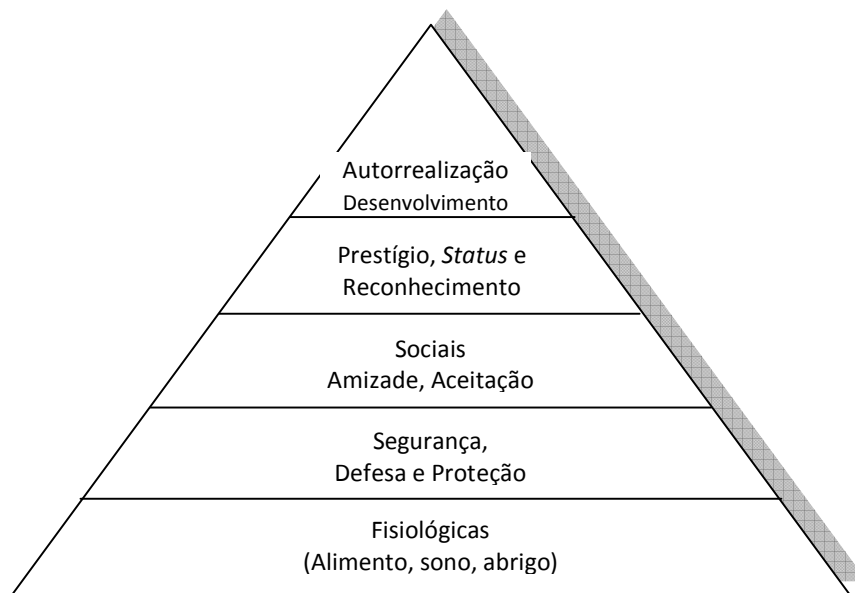 Autorrealização
Desenvolvimento
Prestígio, Status e
Reconhecimento
Sociais
Amizade, Aceitação
Segurança,
Defesa e Proteção
Fisiológicas
(Alimento, sono, abrigo)